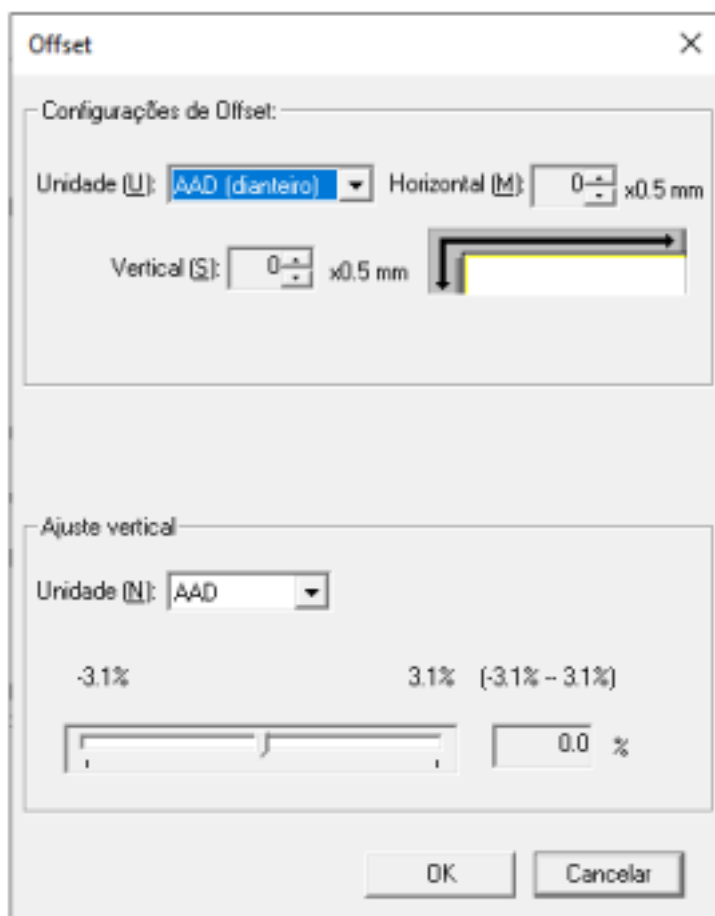 Offset
Configurações de Offset:
Unidade (U): AAD (dianteiro) Horizontal (M): 0 x0.5 mm
Vertical (S): 0 x0.5 mm
Ajuste vertical
Unidade (N): AAD
-3.1% 3.1% (-3.1% -- 3.1%)
0.0 %
OK Cancelar